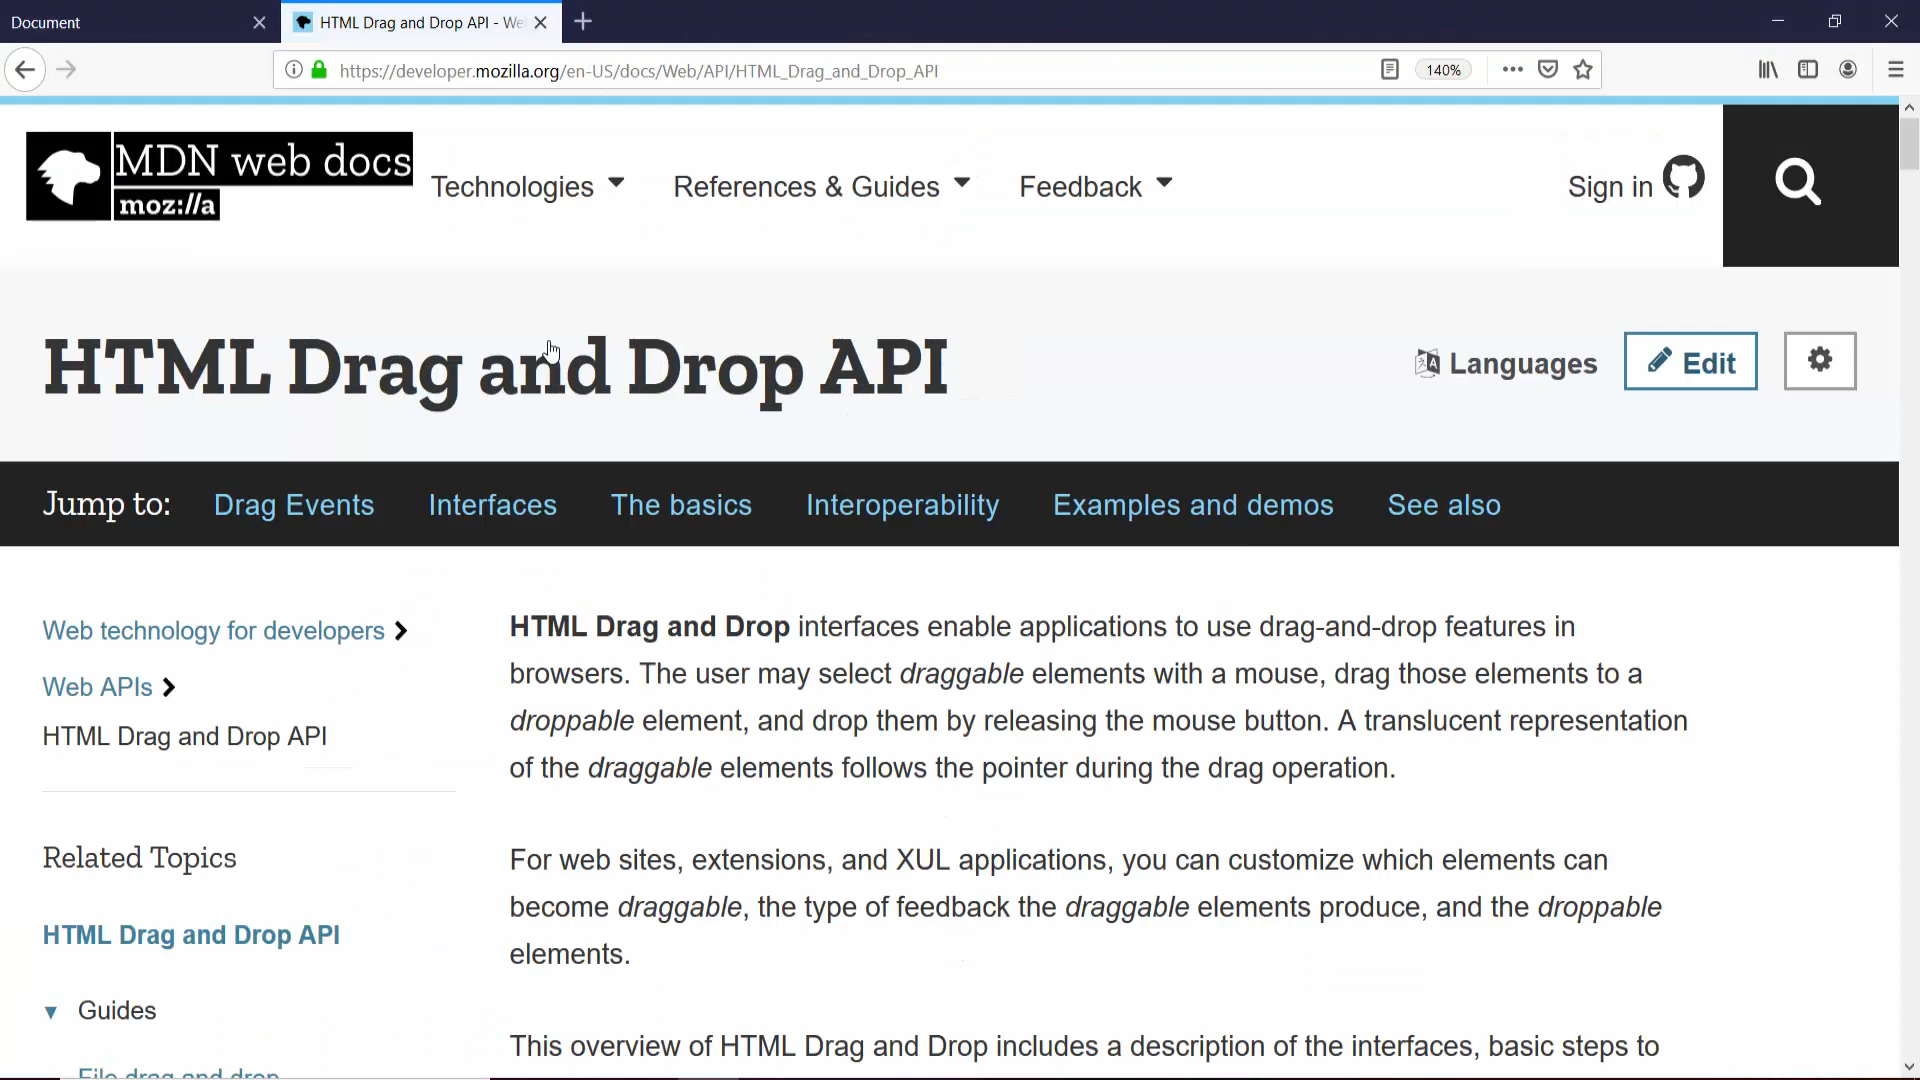 Document
HTML Drag and Drop API - We
https://developer.mozilla.org/en-US/docs/Web/API/HTML_Drag_and_Drop_API
140%
MDN web docs
moz://a
Technologies
References & Guides
Feedback
Sign in
HTML Drag and Drop API
Languages
Edit
Jump to: Drag Events Interfaces The basics Interoperability Examples and demos See also
Web technology for developers
Web APIs
HTML Drag and Drop API
Related Topics
HTML Drag and Drop API
Guides
File drag and drop
HTML Drag and Drop interfaces enable applications to use drag-and-drop features in
browsers. The user may select draggable elements with a mouse, drag those elements to a
droppable element, and drop them by releasing the mouse button. A translucent representation
of the draggable elements follows the pointer during the drag operation.
For web sites, extensions, and XUL applications, you can customize which elements can
become draggable, the type of feedback the draggable elements produce, and the droppable
elements.
This overview of HTML Drag and Drop includes a description of the interfaces, basic steps to